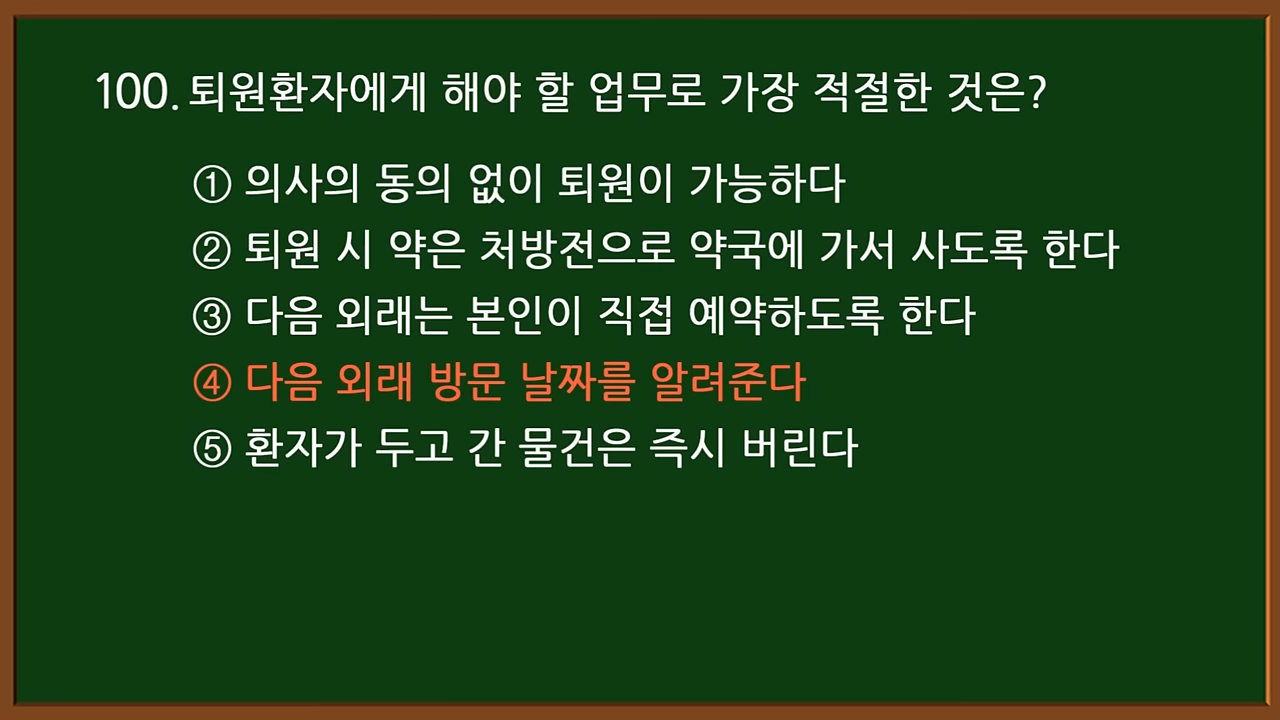 100. 퇴원환자에게 해야 할 업무로 가장 적절한 것은?
① 의사의 동의 없이 퇴원이 가능하다
② 퇴원 시 약은 처방전으로 약국에 가서 사도록 한다
③ 다음 외래는 본인이 직접 예약하도록 한다
④ 다음 외래 방문 날짜를 알려준다
⑤ 환자가 두고 간 물건은 즉시 버린다